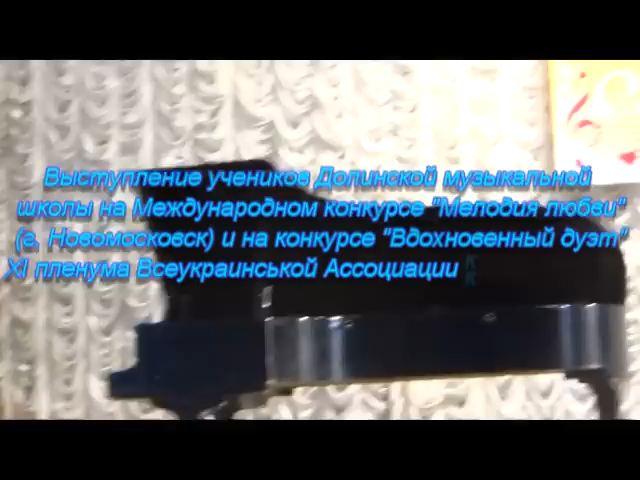 Выступление учеников Долинской музыкальной
школы на Международном конкурсе "Мелодия любви"
(г. Новомосковск) и на конкурсе "Вдохновенный дуэт"
XI пленума Всеукраинськой Ассоциации